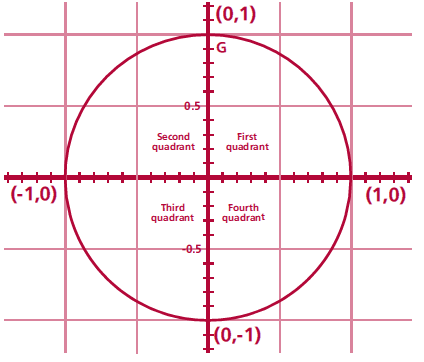 (0,1)
G
0.5
Second
quadrant
First
quadrant
(-1,0)
(1,0)
Third
quadrant
Fourth
quadrant
-0.5
(0,-1)